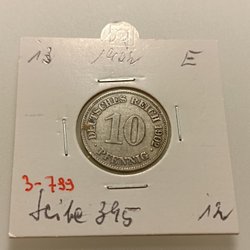 13 1902 E
DEUTSCHES REICH 1902
10
PFENNIG
3-799
Seite 395 12